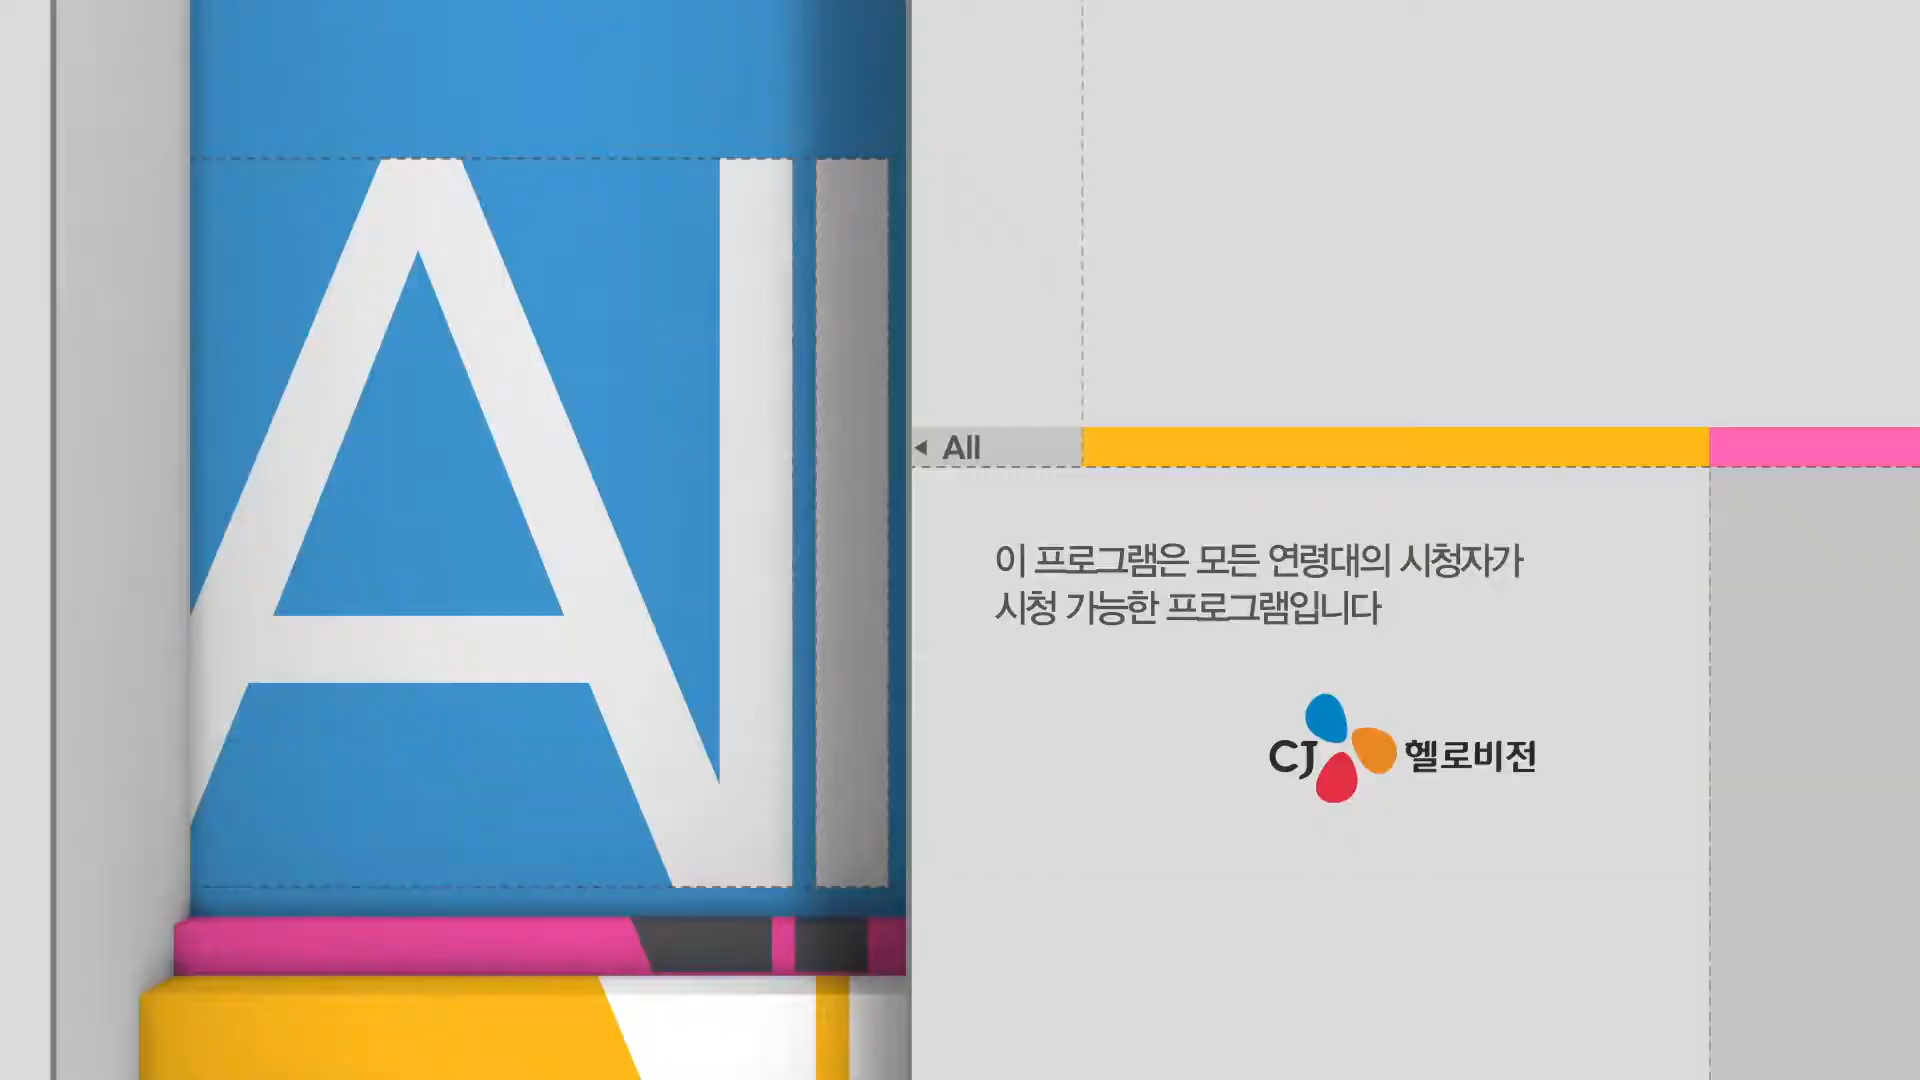 All
◀ All
이 프로그램은 모든 연령대의 시청자가
시청 가능한 프로그램입니다
CJ 헬로비전